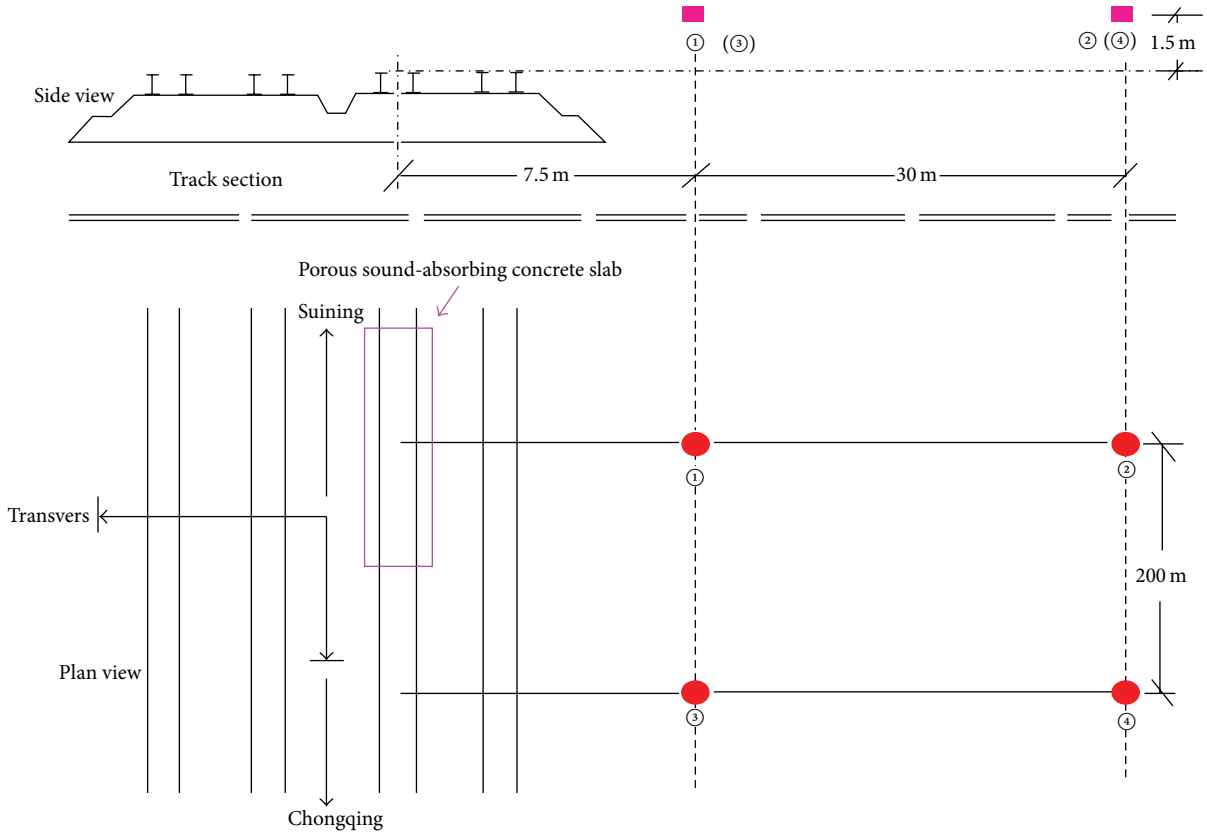 ① (③)
② (④)
1.5 m
Side view
Track section
7.5 m
30 m
Porous sound-absorbing concrete slab
Suining
①
②
Transvers
200 m
Plan view
③
④
Chongqing